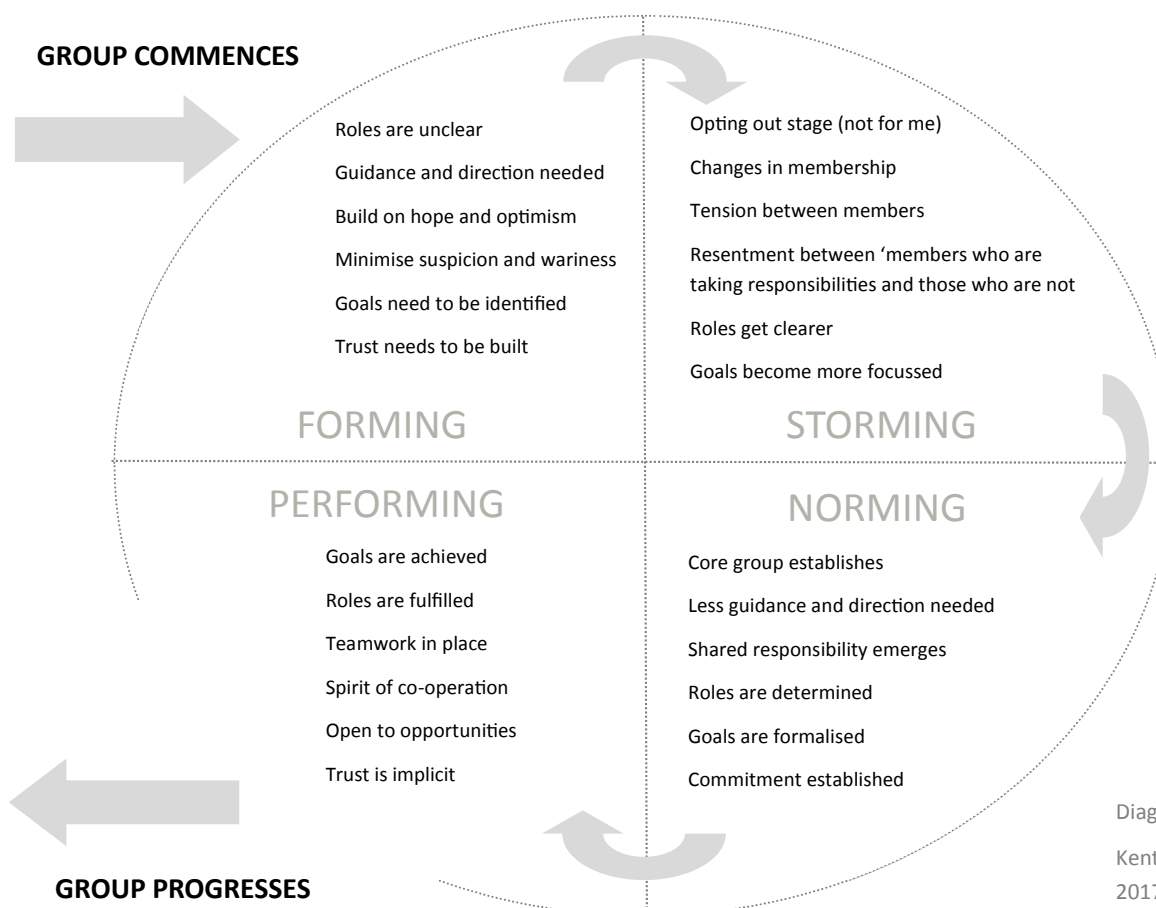 GROUP COMMENCES
Roles are unclear
Guidance and direction needed
Build on hope and optimism
Minimise suspicion and wariness
Goals need to be identified
Trust needs to be built
FORMING
Opting out stage (not for me)
Changes in membership
Tension between members
Resentment between ‘members who are
taking responsibilities and those who are not
Roles get clearer
Goals become more focussed
STORMING
PERFORMING
Goals are achieved
Roles are fulfilled
Teamwork in place
Spirit of co-operation
Open to opportunities
Trust is implicit
NORMING
Core group establishes
Less guidance and direction needed
Shared responsibility emerges
Roles are determined
Goals are formalised
Commitment established
GROUP PROGRESSES
Diag
Kent
2017